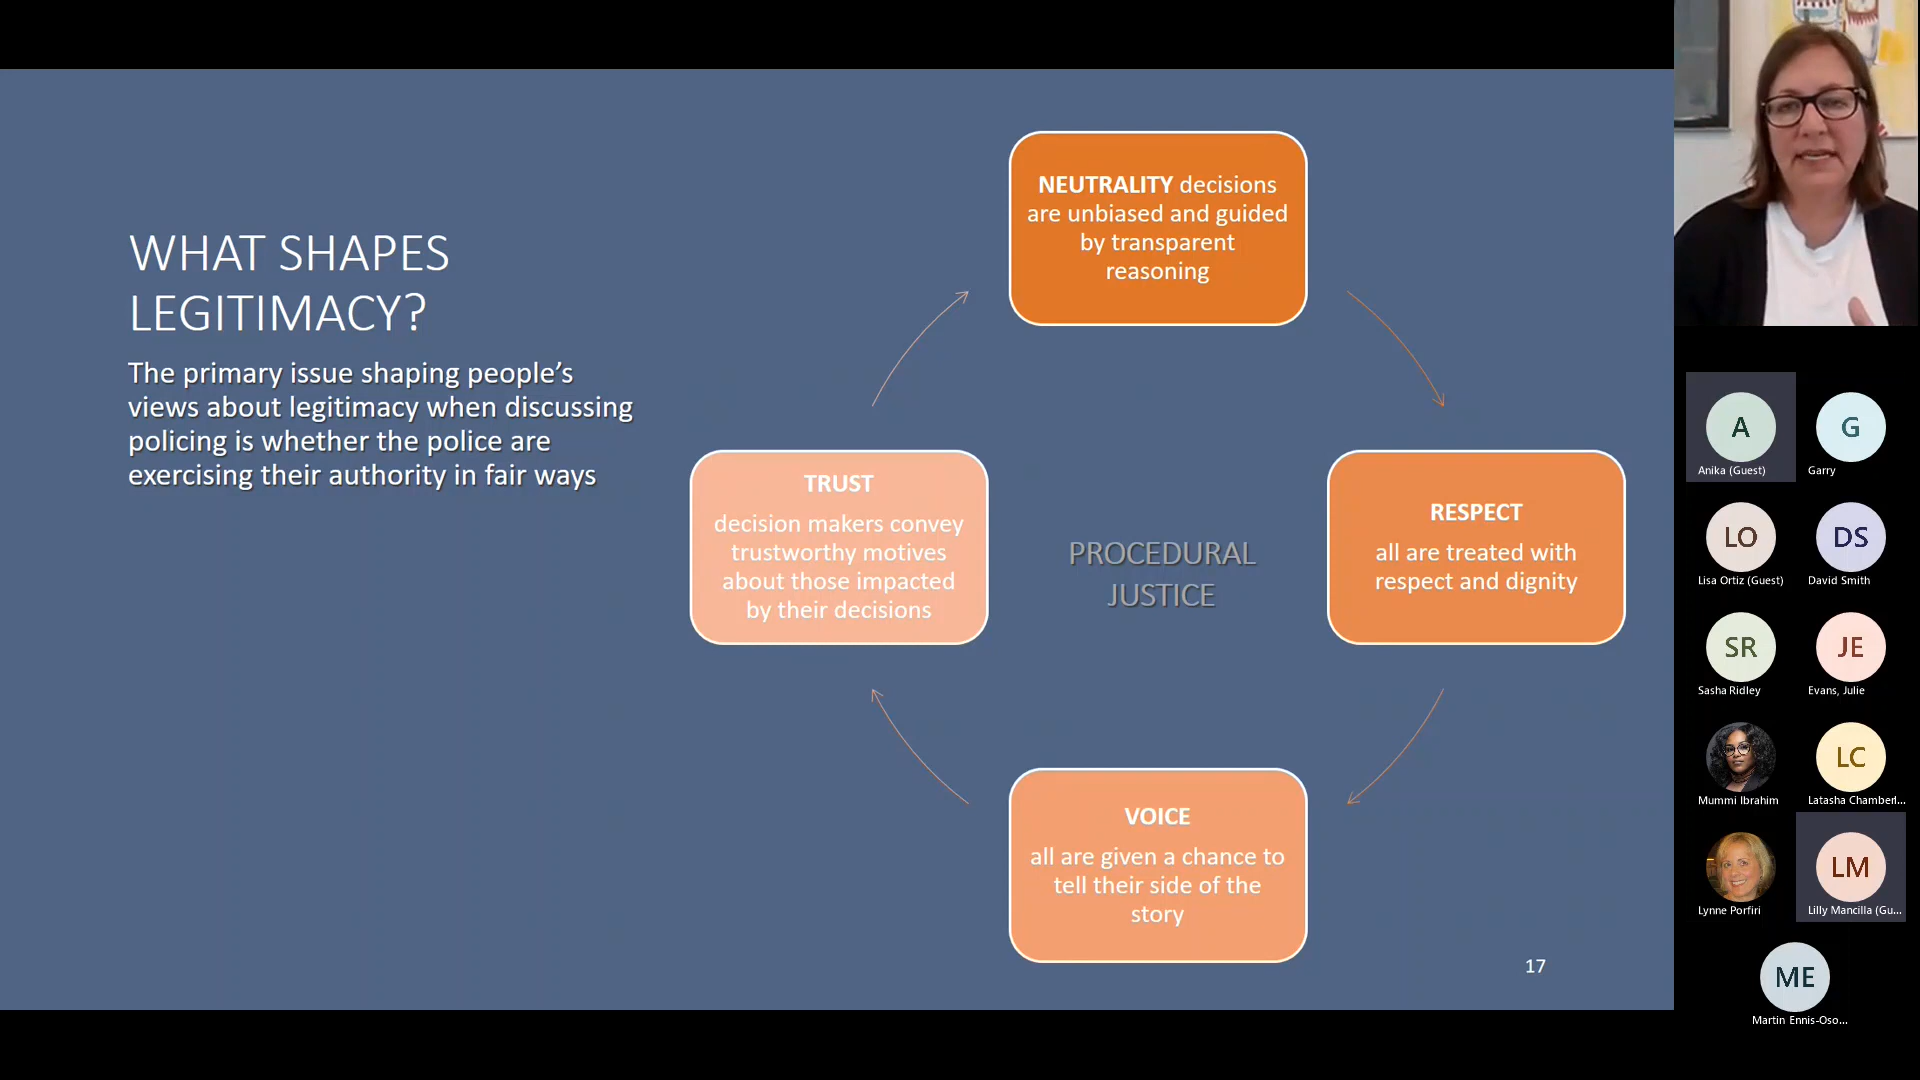 WHAT SHAPES
LEGITIMACY?
The primary issue shaping people’s
views about legitimacy when discussing
policing is whether the police are
exercising their authority in fair ways
NEUTRALITY decisions
are unbiased and guided
by transparent
reasoning
RESPECT
all are treated with
respect and dignity
VOICE
all are given a chance to
tell their side of the
story
TRUST
decision makers convey
trustworthy motives
about those impacted
by their decisions
PROCEDURAL
JUSTICE
17
A
Anika (Guest)
G
Garry
LO
Lisa Ortiz (Guest)
DS
David Smith
SR
Sasha Ridley
JE
Evans, Julie
Mummi Ibrahim
LC
Latasha Chamberl...
Lynne Porfiri
LM
Lilly Mancilla (Gu...
ME
Martin Ennis-Oso...